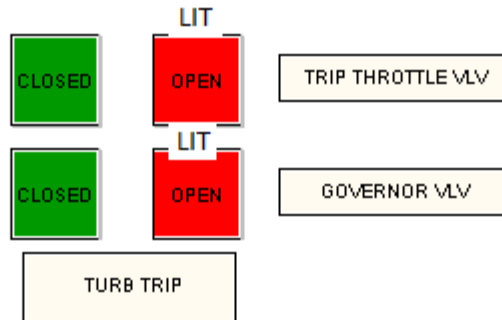 LIT
CLOSED OPEN TRIP THROTTLE VLV
LIT
CLOSED OPEN GOVERNOR VLV
TURB TRIP